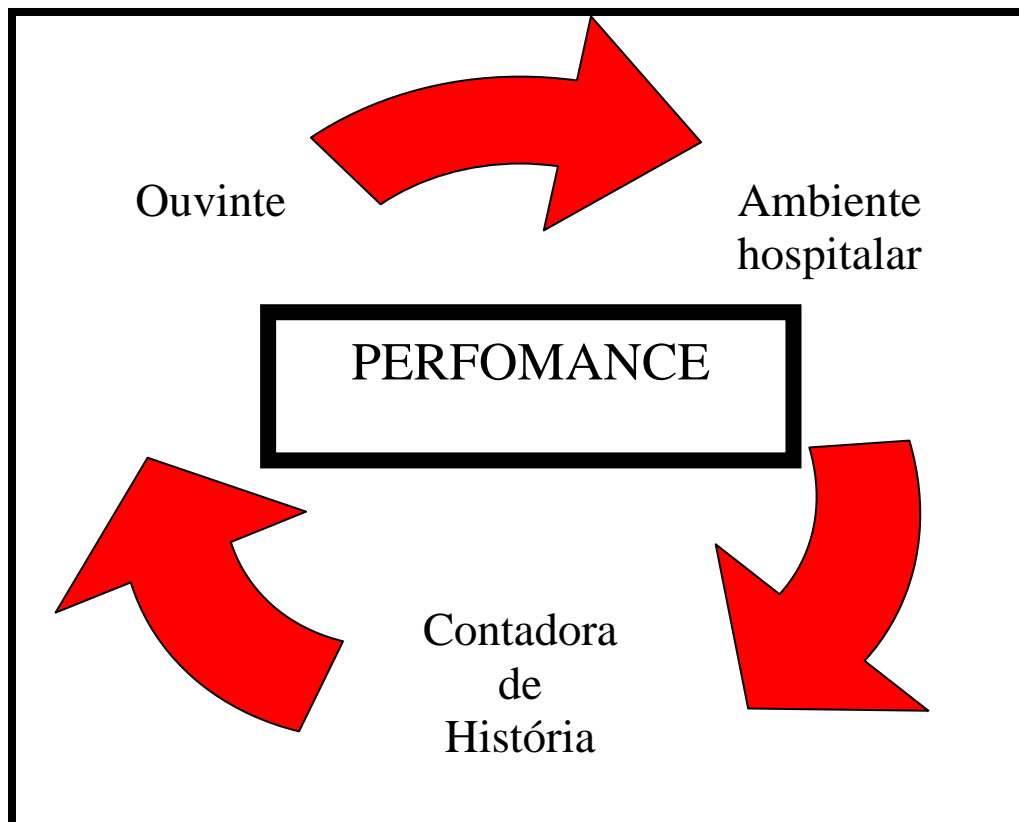 Ouvinte
Ambiente
hospitalar
PERFOMANCE
Contadora
de
História